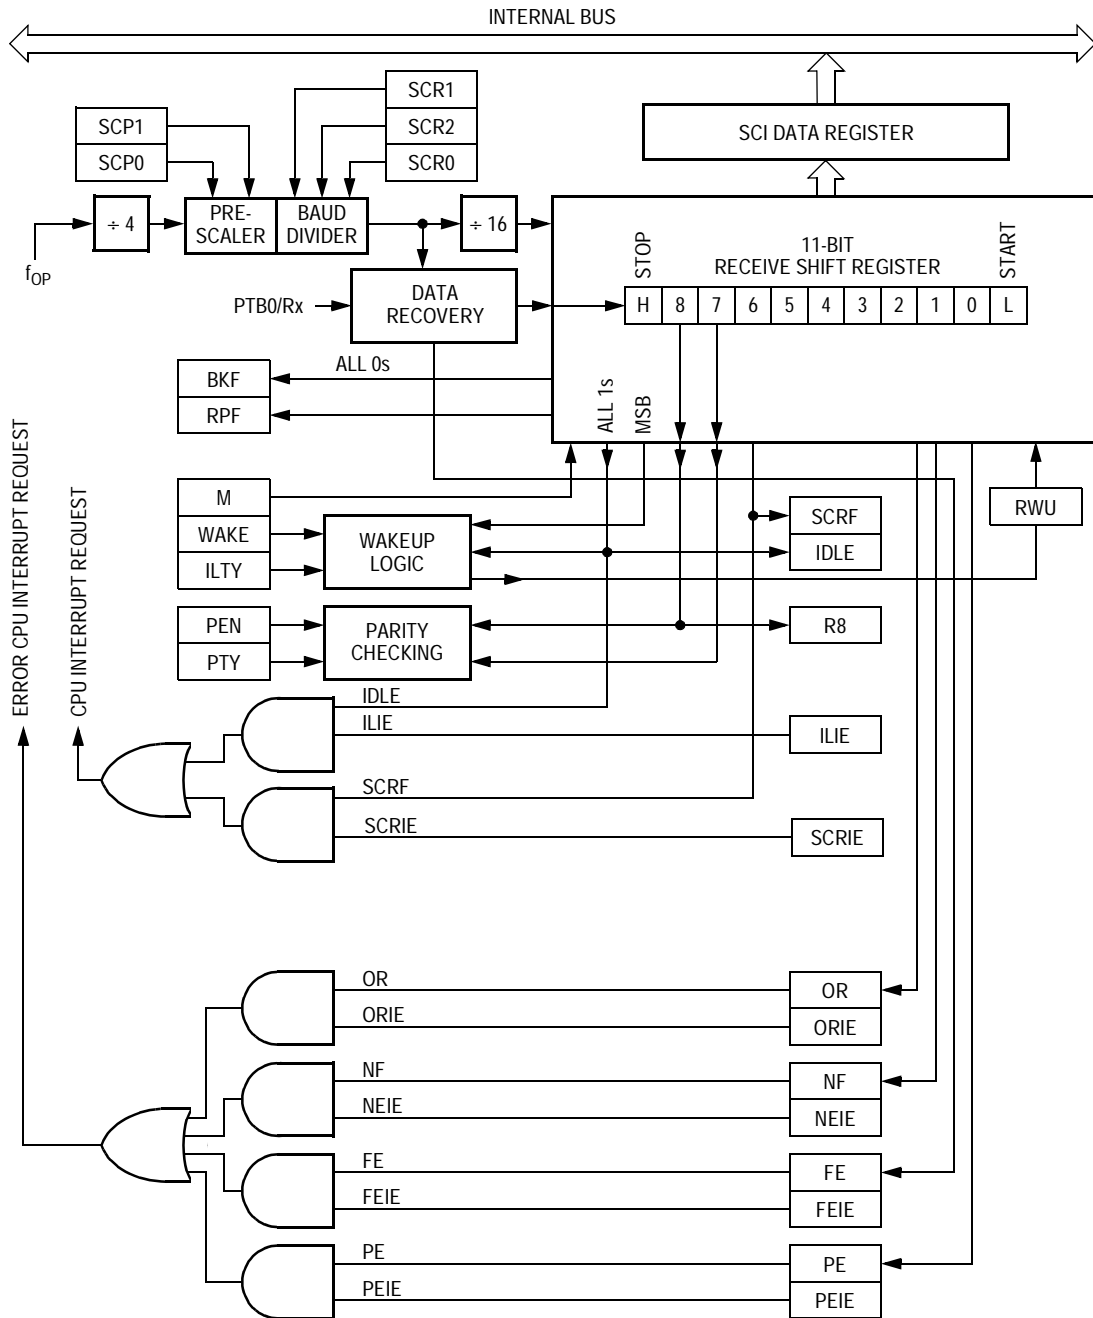 INTERNAL BUS
SCR1
SCR2
SCR0
SCP1
SCP0
SCI DATA REGISTER
÷ 4
PRE-
SCALER
BAUD
DIVIDER
÷ 16
fOP
11-BIT
RECEIVE SHIFT REGISTER
STOP
START
H 8 7 6 5 4 3 2 1 0 L
PTB0/Rx
DATA
RECOVERY
ALL 0s
BKF
RPF
ALL 1s
MSB
M
WAKE
ILTY
WAKEUP
LOGIC
SCRF
IDLE
RWU
PEN
PTY
PARITY
CHECKING
R8
ERROR CPU INTERRUPT REQUEST
CPU INTERRUPT REQUEST
IDLE
ILIE
ILIE
SCRF
SCRIE
SCRIE
OR
OR
ORIE
ORIE
NF
NF
NEIE
NEIE
FE
FE
FEIE
FEIE
PE
PE
PEIE
PEIE